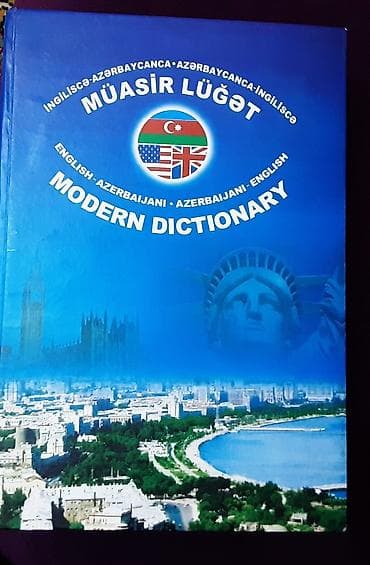 İNGİLİSCƏ-AZƏRBAYCANCA • AZƏRBAYCANCA-İNGİLİSCƏ
MÜASİR LÜĞƏT
ENGLISH-AZERBAIJANI • AZERBAIJANI-ENGLISH
MODERN DICTIONARY